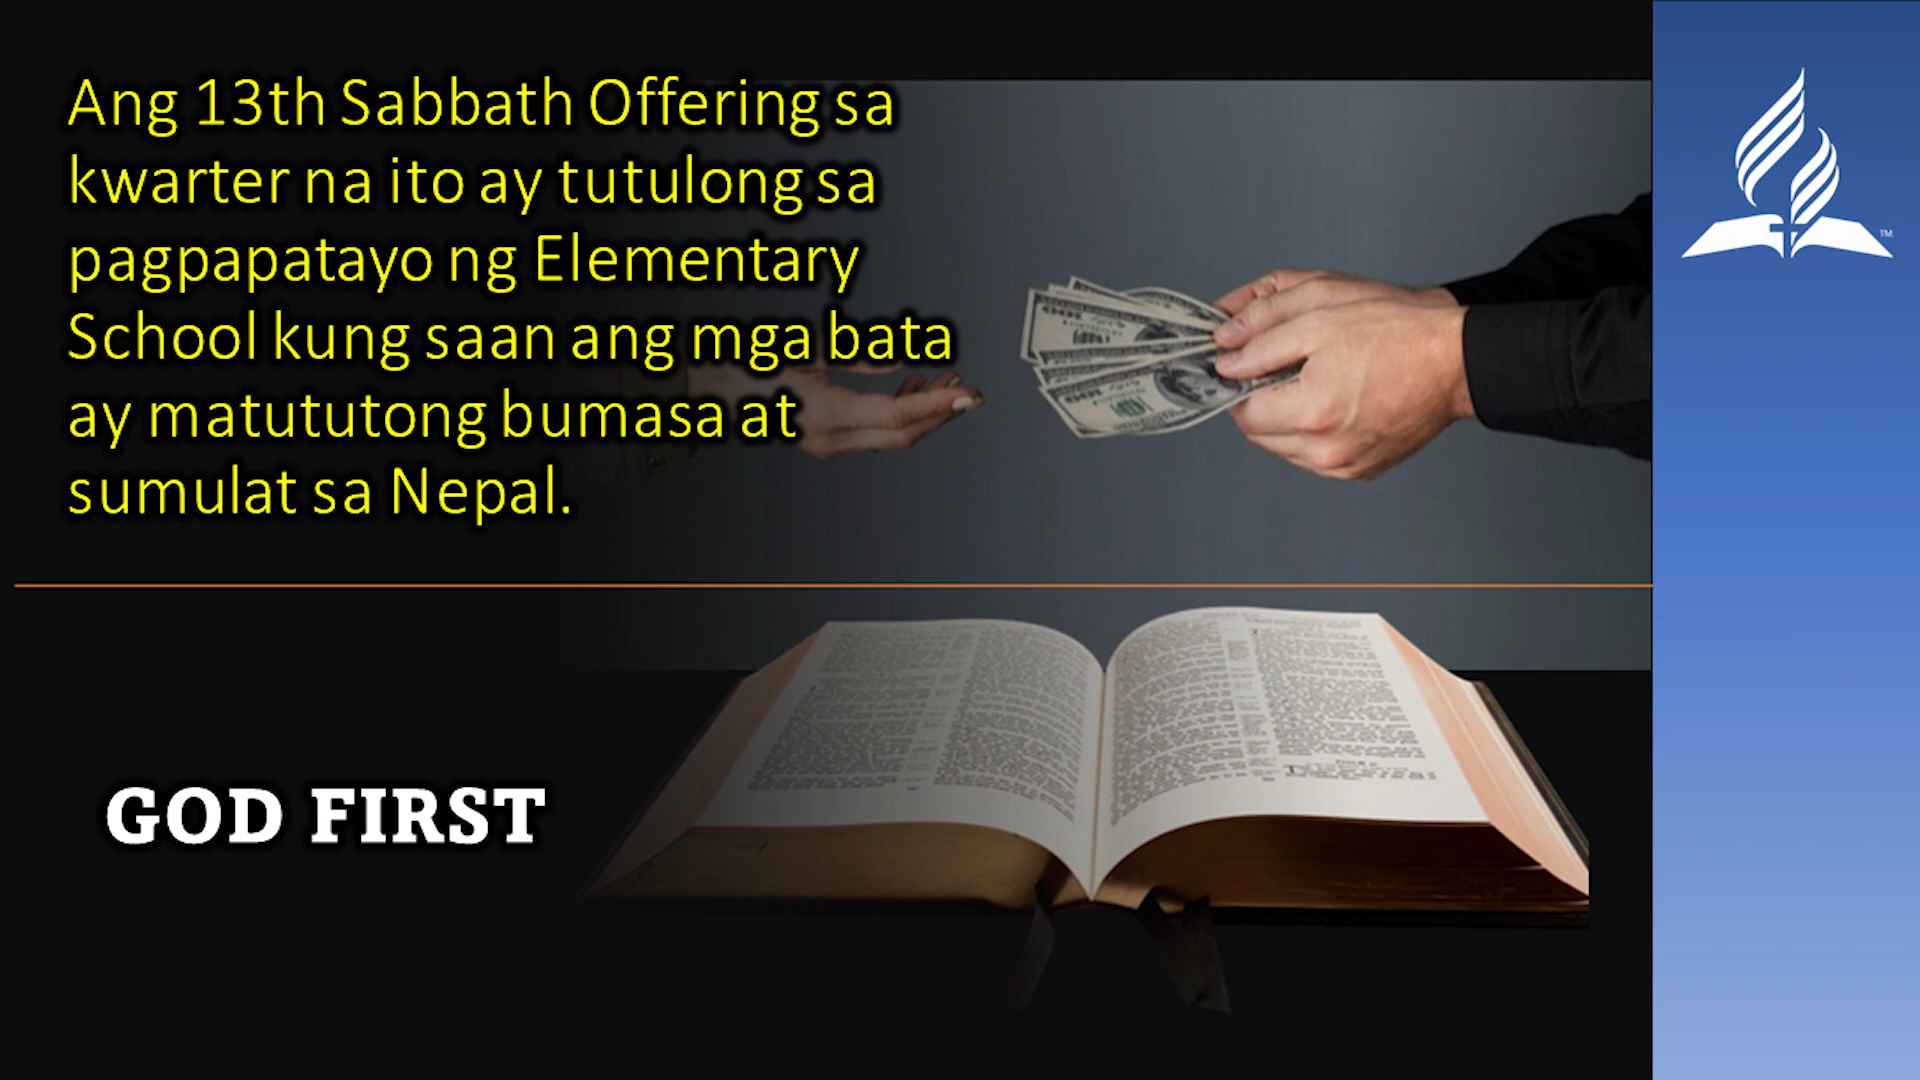 Ang 13th Sabbath Offering sa
kwarter na ito ay tutulong sa
pagpapatayo ng Elementary
School kung saan ang mga bata
ay matututong bumasa at
sumulat sa Nepal.
GOD FIRST
TM